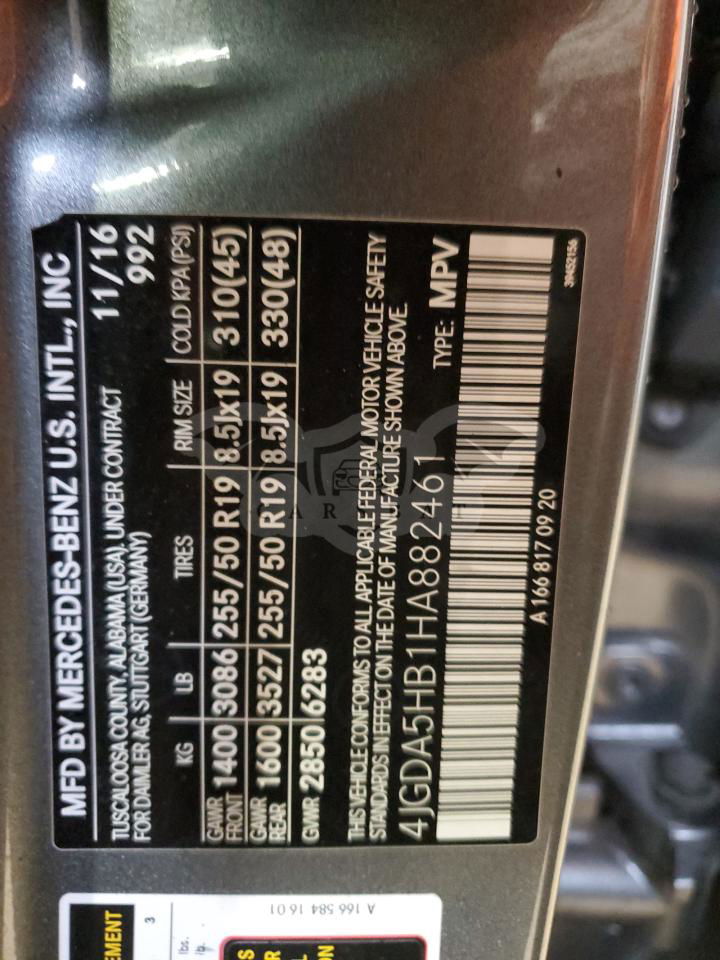 MFD BY MERCEDES-BENZ U.S. INTL., INC
TUSCALOOSA COUNTY, ALABAMA (USA), UNDER CONTRACT 11/16
FOR DAIMLER AG, STUTTGART (GERMANY) 992
KG LB TIRES RIM SIZE COLD KPA (PSI)
GAWR FRONT 1400 3086 255/50 R19 8.5Jx19 310(45)
GAWR REAR 1600 3527 255/50 R19 8.5Jx19 330(48)
GVWR 2850 6283
THIS VEHICLE CONFORMS TO ALL APPLICABLE FEDERAL MOTOR VEHICLE SAFETY
STANDARDS IN EFFECT ON THE DATE OF MANUFACTURE SHOWN ABOVE.
4JGDA5HB1HA882461 TYPE: MPV
A 166 817 09 20
A 166 584 16 01
3
lbs.